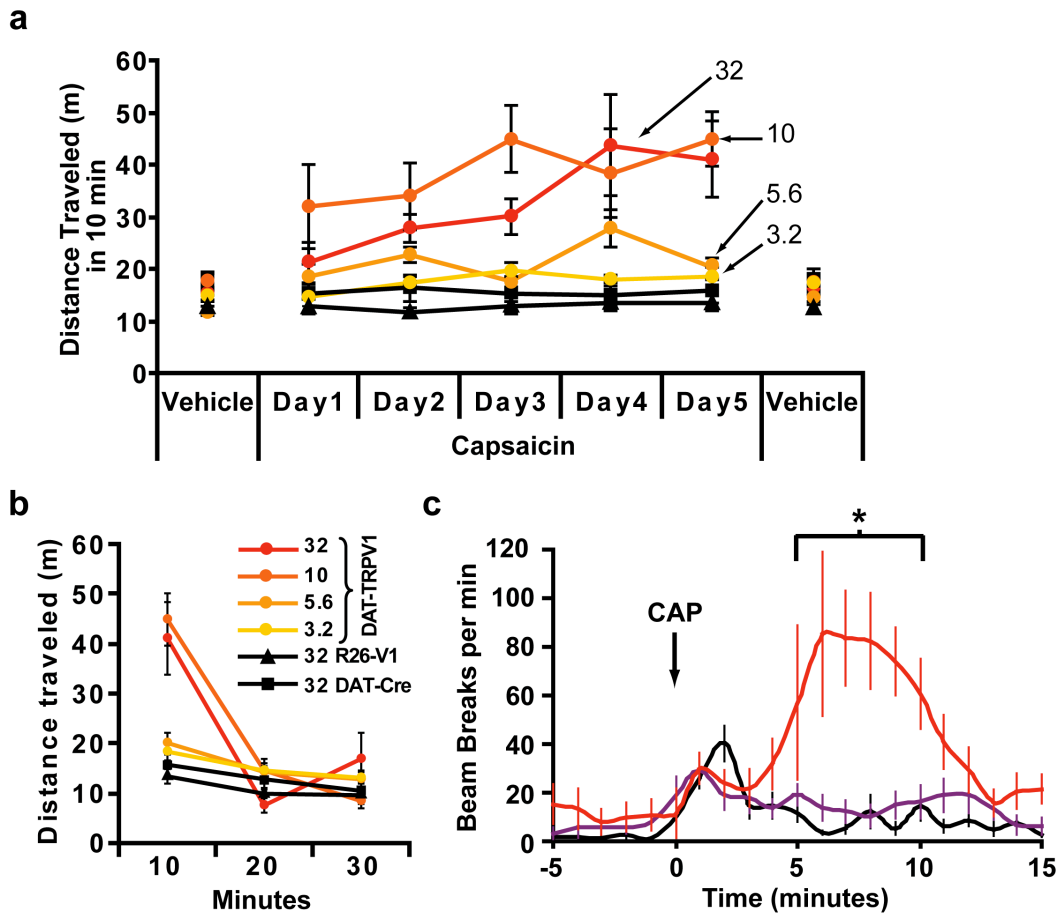 a
60
50
40
30
20
10
0
Distance Traveled (m)
in 10 min
32
10
5.6
3.2
Vehicle Day1 Day2 Day3 Day4 Day5 Vehicle
Capsaicin
b
60
50
40
30
20
10
0
Distance traveled (m)
32
10
5.6
3.2
DAT-TRPV1
32 R26-V1
32 DAT-Cre
10 20 30
Minutes
c
*
120
100
80
60
40
20
0
Beam Breaks per min
CAP
-5 0 5 10 15
Time (minutes)